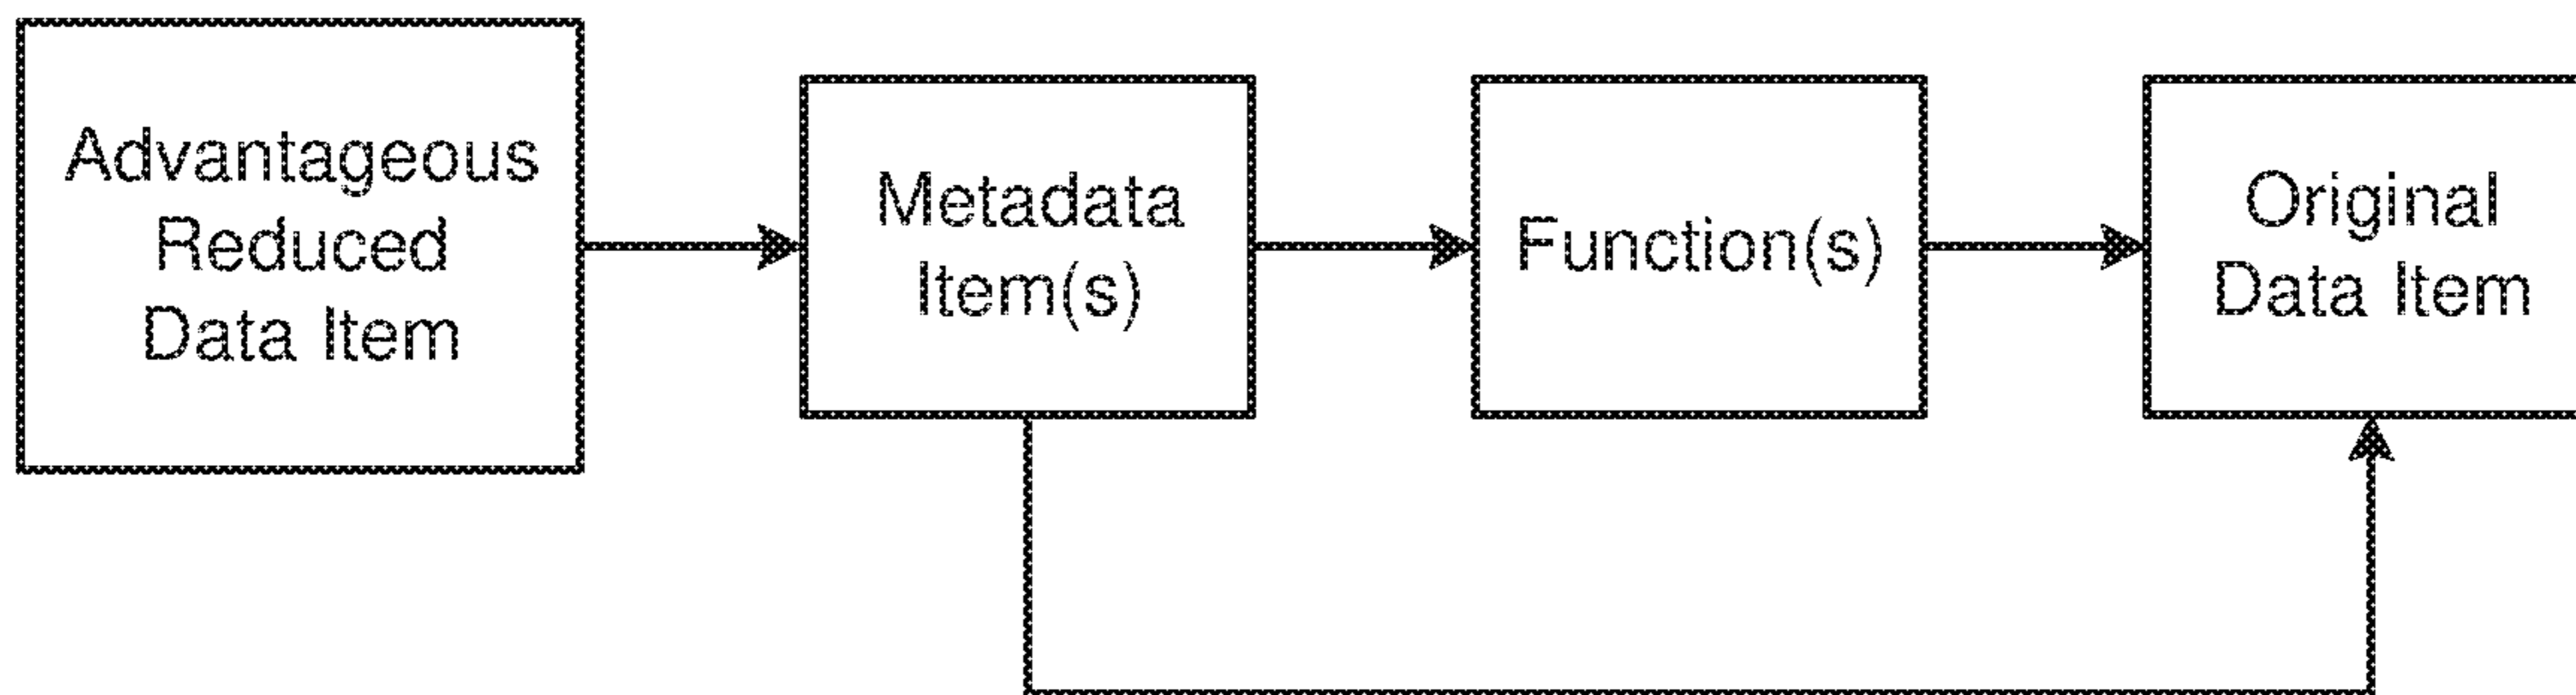 Advantageous
Reduced
Data Item
Metadata
Item(s)
Function(s)
Original
Data Item